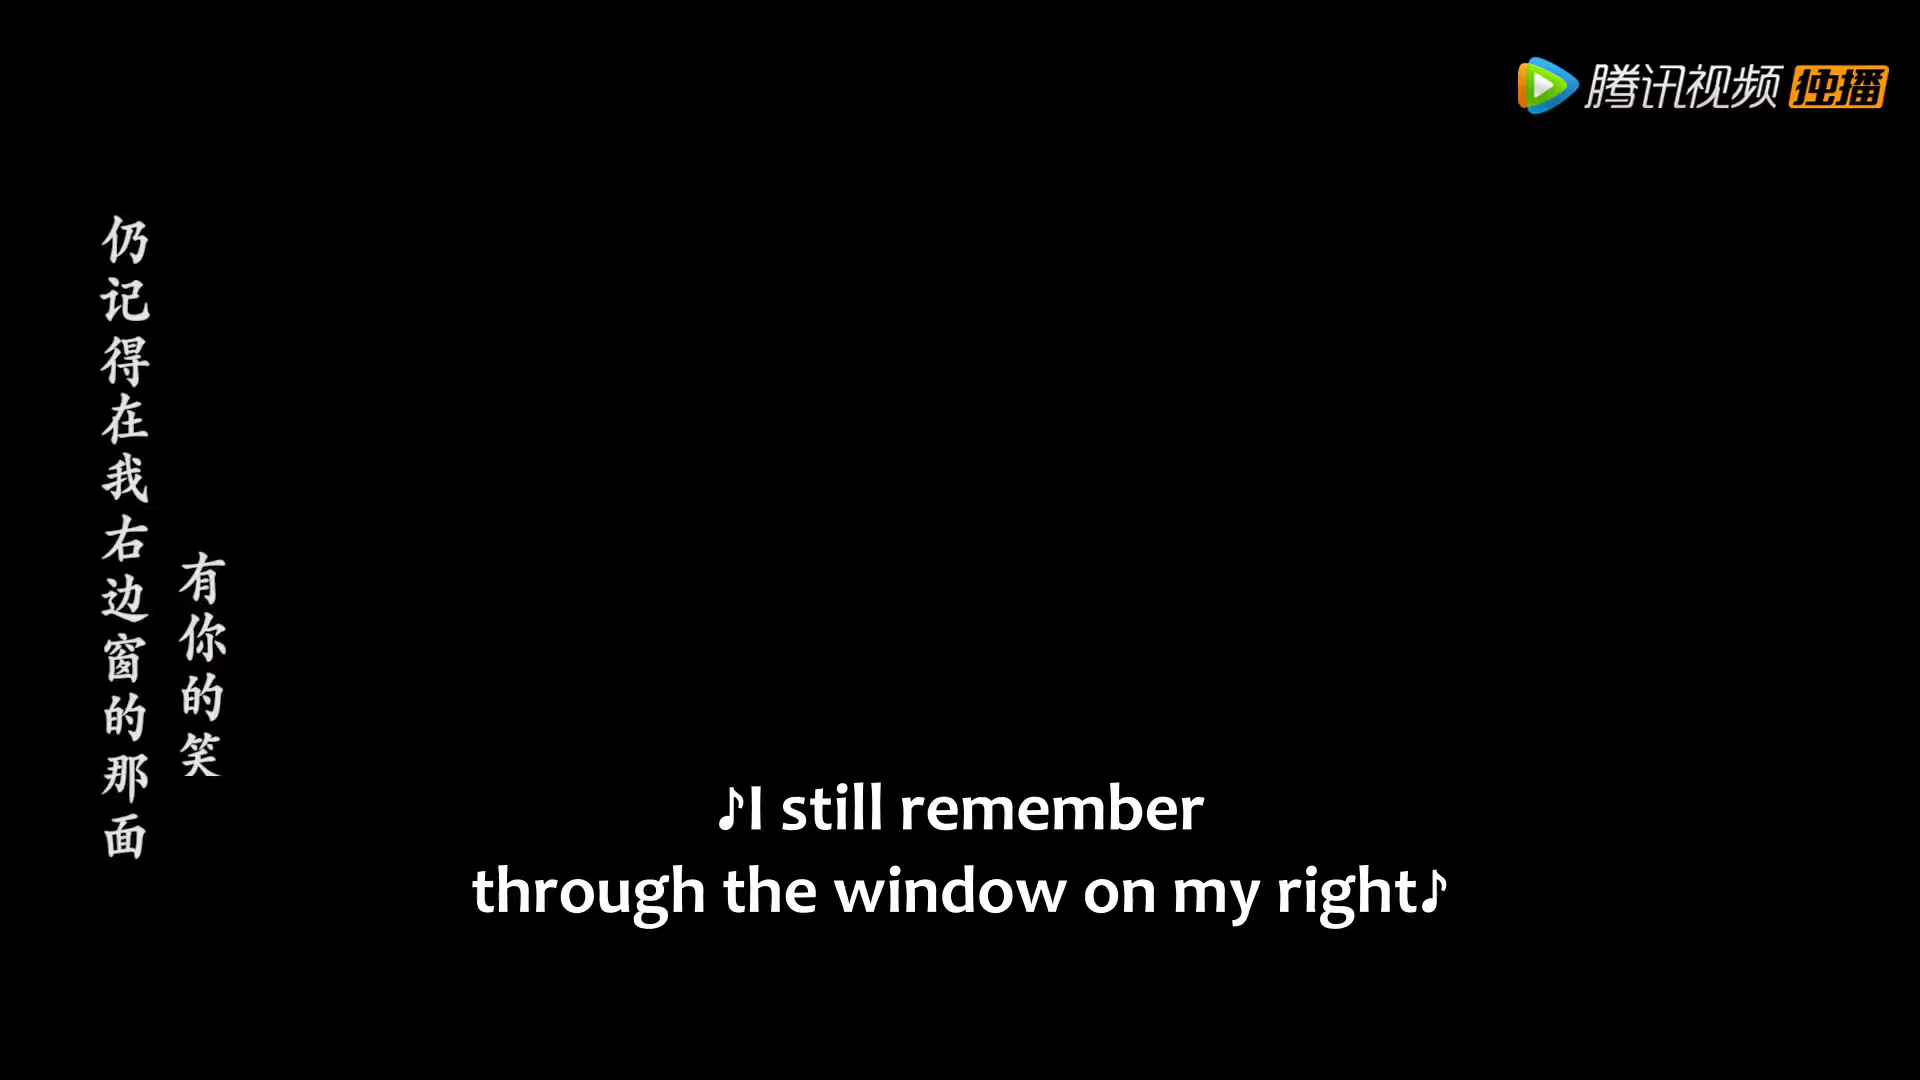 腾讯视频 独播
仍记得在我右边窗的那面
有你的笑
♪I still remember
through the window on my right♪